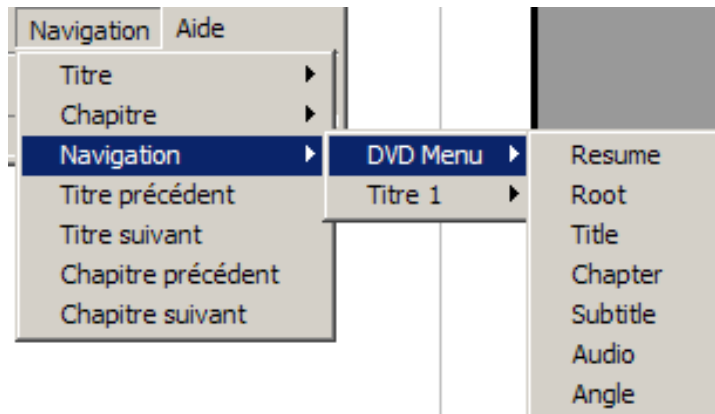 Navigation Aide
Titre
Chapitre
Navigation
Titre précédent
Titre suivant
Chapitre précédent
Chapitre suivant
DVD Menu
Titre 1
Resume
Root
Title
Chapter
Subtitle
Audio
Angle